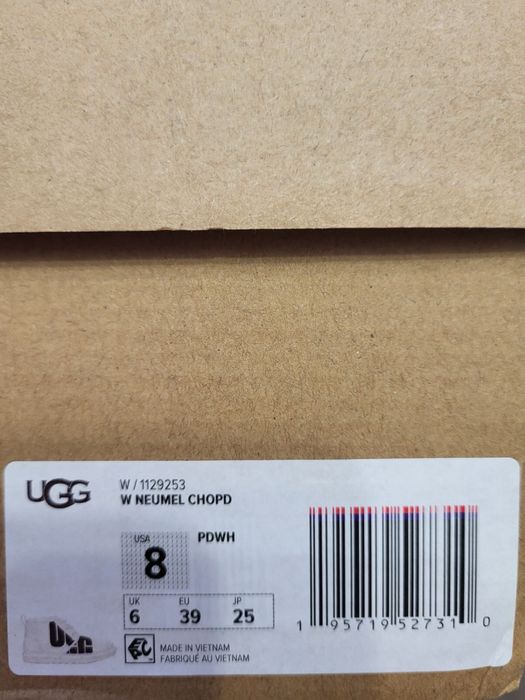 UGG
W / 1129253
W NEUMEL CHOPD
USA
8
PDWH
UK EU JP
6 39 25
MADE IN VIETNAM
FABRIQUÉ AU VIETNAM
1 95719 52731 0